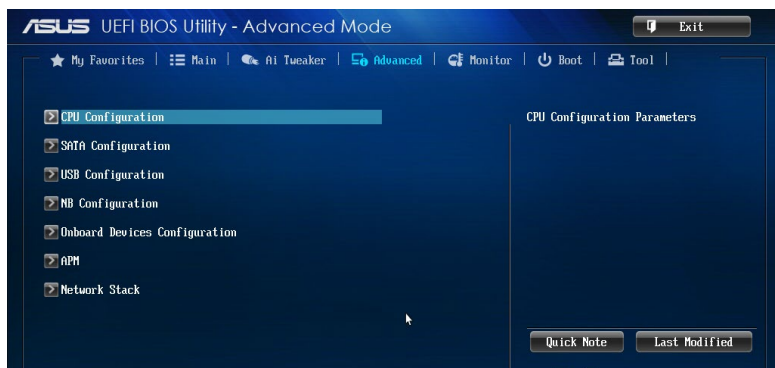 ASUS UEFI BIOS Utility - Advanced Mode
Exit
My Favorites | Main | Ai Tweaker | Advanced | Monitor | Boot | Tool |
CPU Configuration
CPU Configuration Parameters
SATA Configuration
USB Configuration
NB Configuration
Onboard Devices Configuration
APM
Network Stack
Quick Note
Last Modified